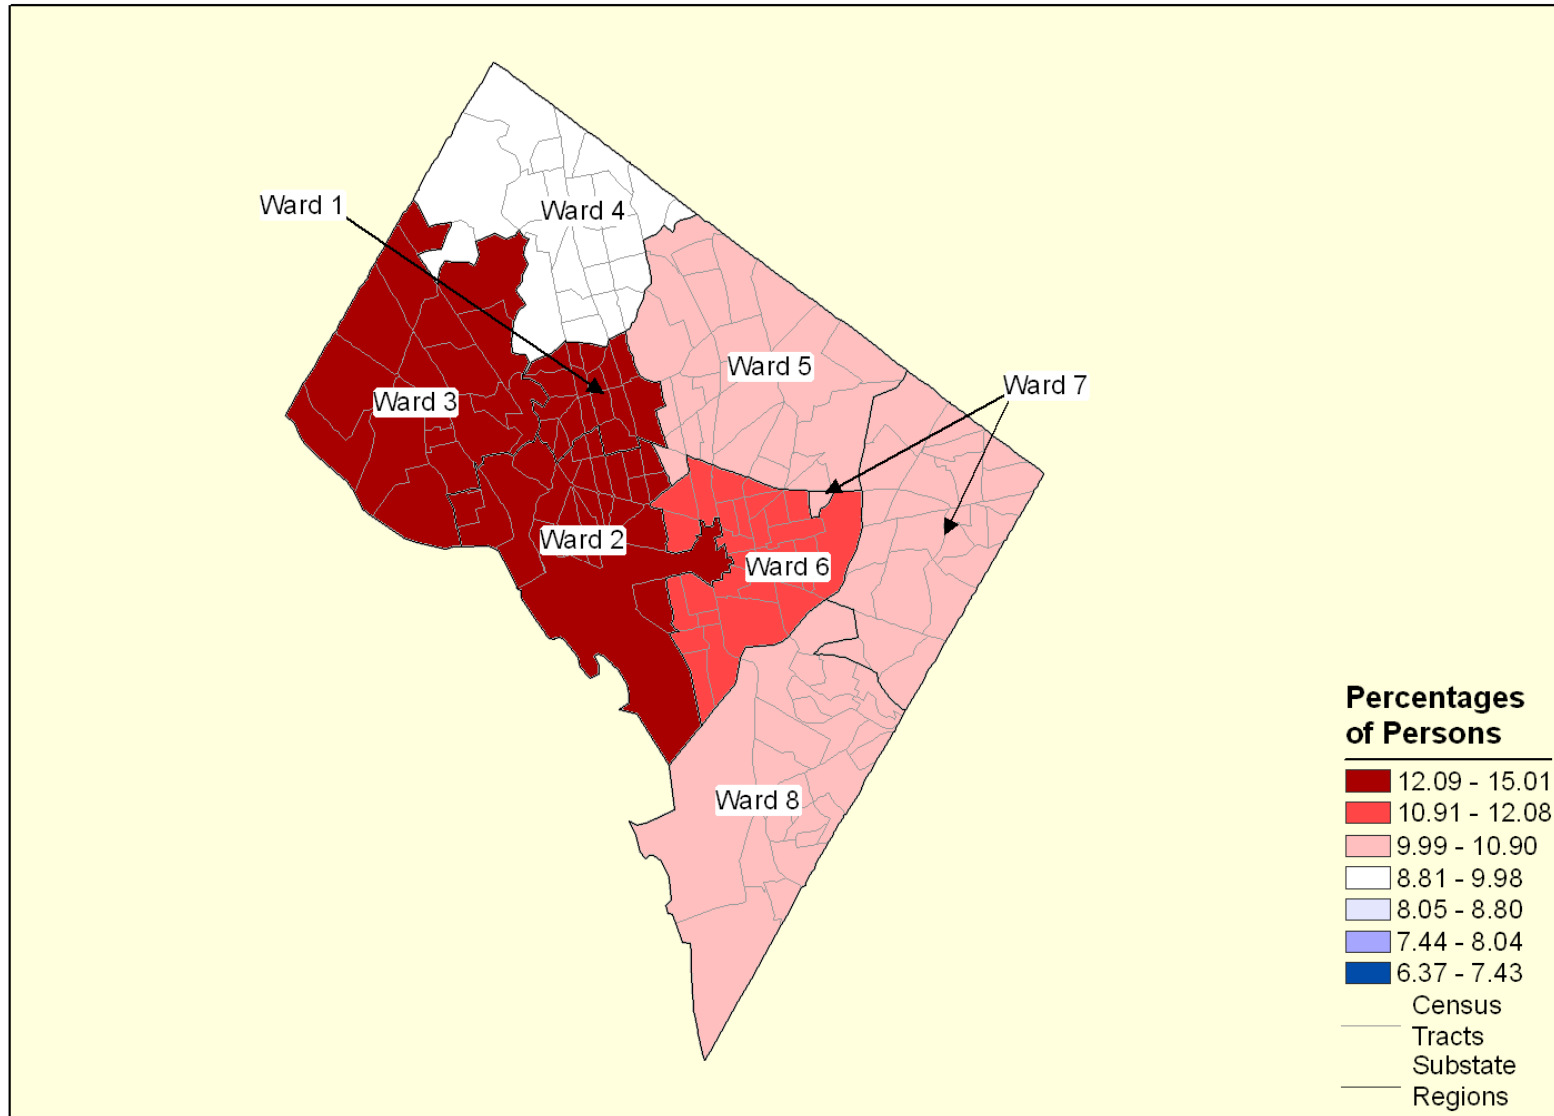 Ward 4
Ward 1
Ward 5
Ward 7
Ward 3
Ward 2
Ward 6
Ward 8
Percentages
of Persons
12.09 - 15.01
10.91 - 12.08
9.99 - 10.90
8.81 - 9.98
8.05 - 8.80
7.44 - 8.04
6.37 - 7.43
Census
Tracts
Substate
Regions